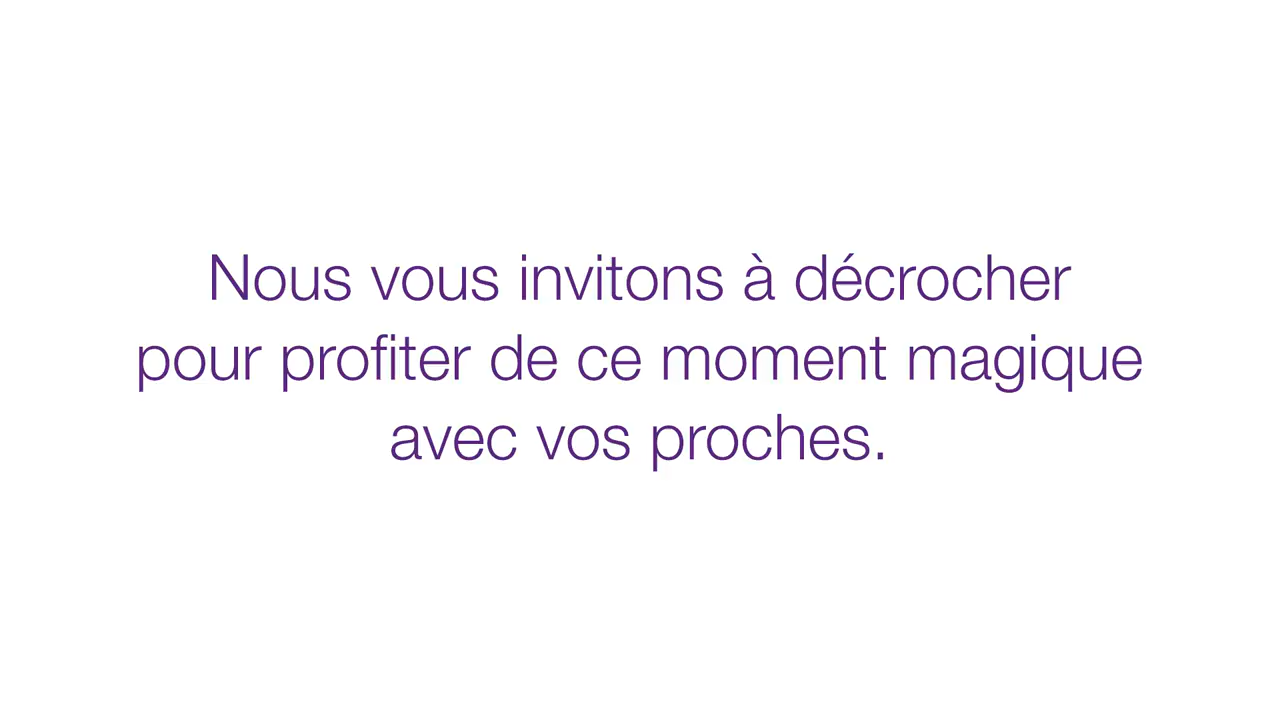 Nous vous invitons à décrocher
pour profiter de ce moment magique
avec vos proches.